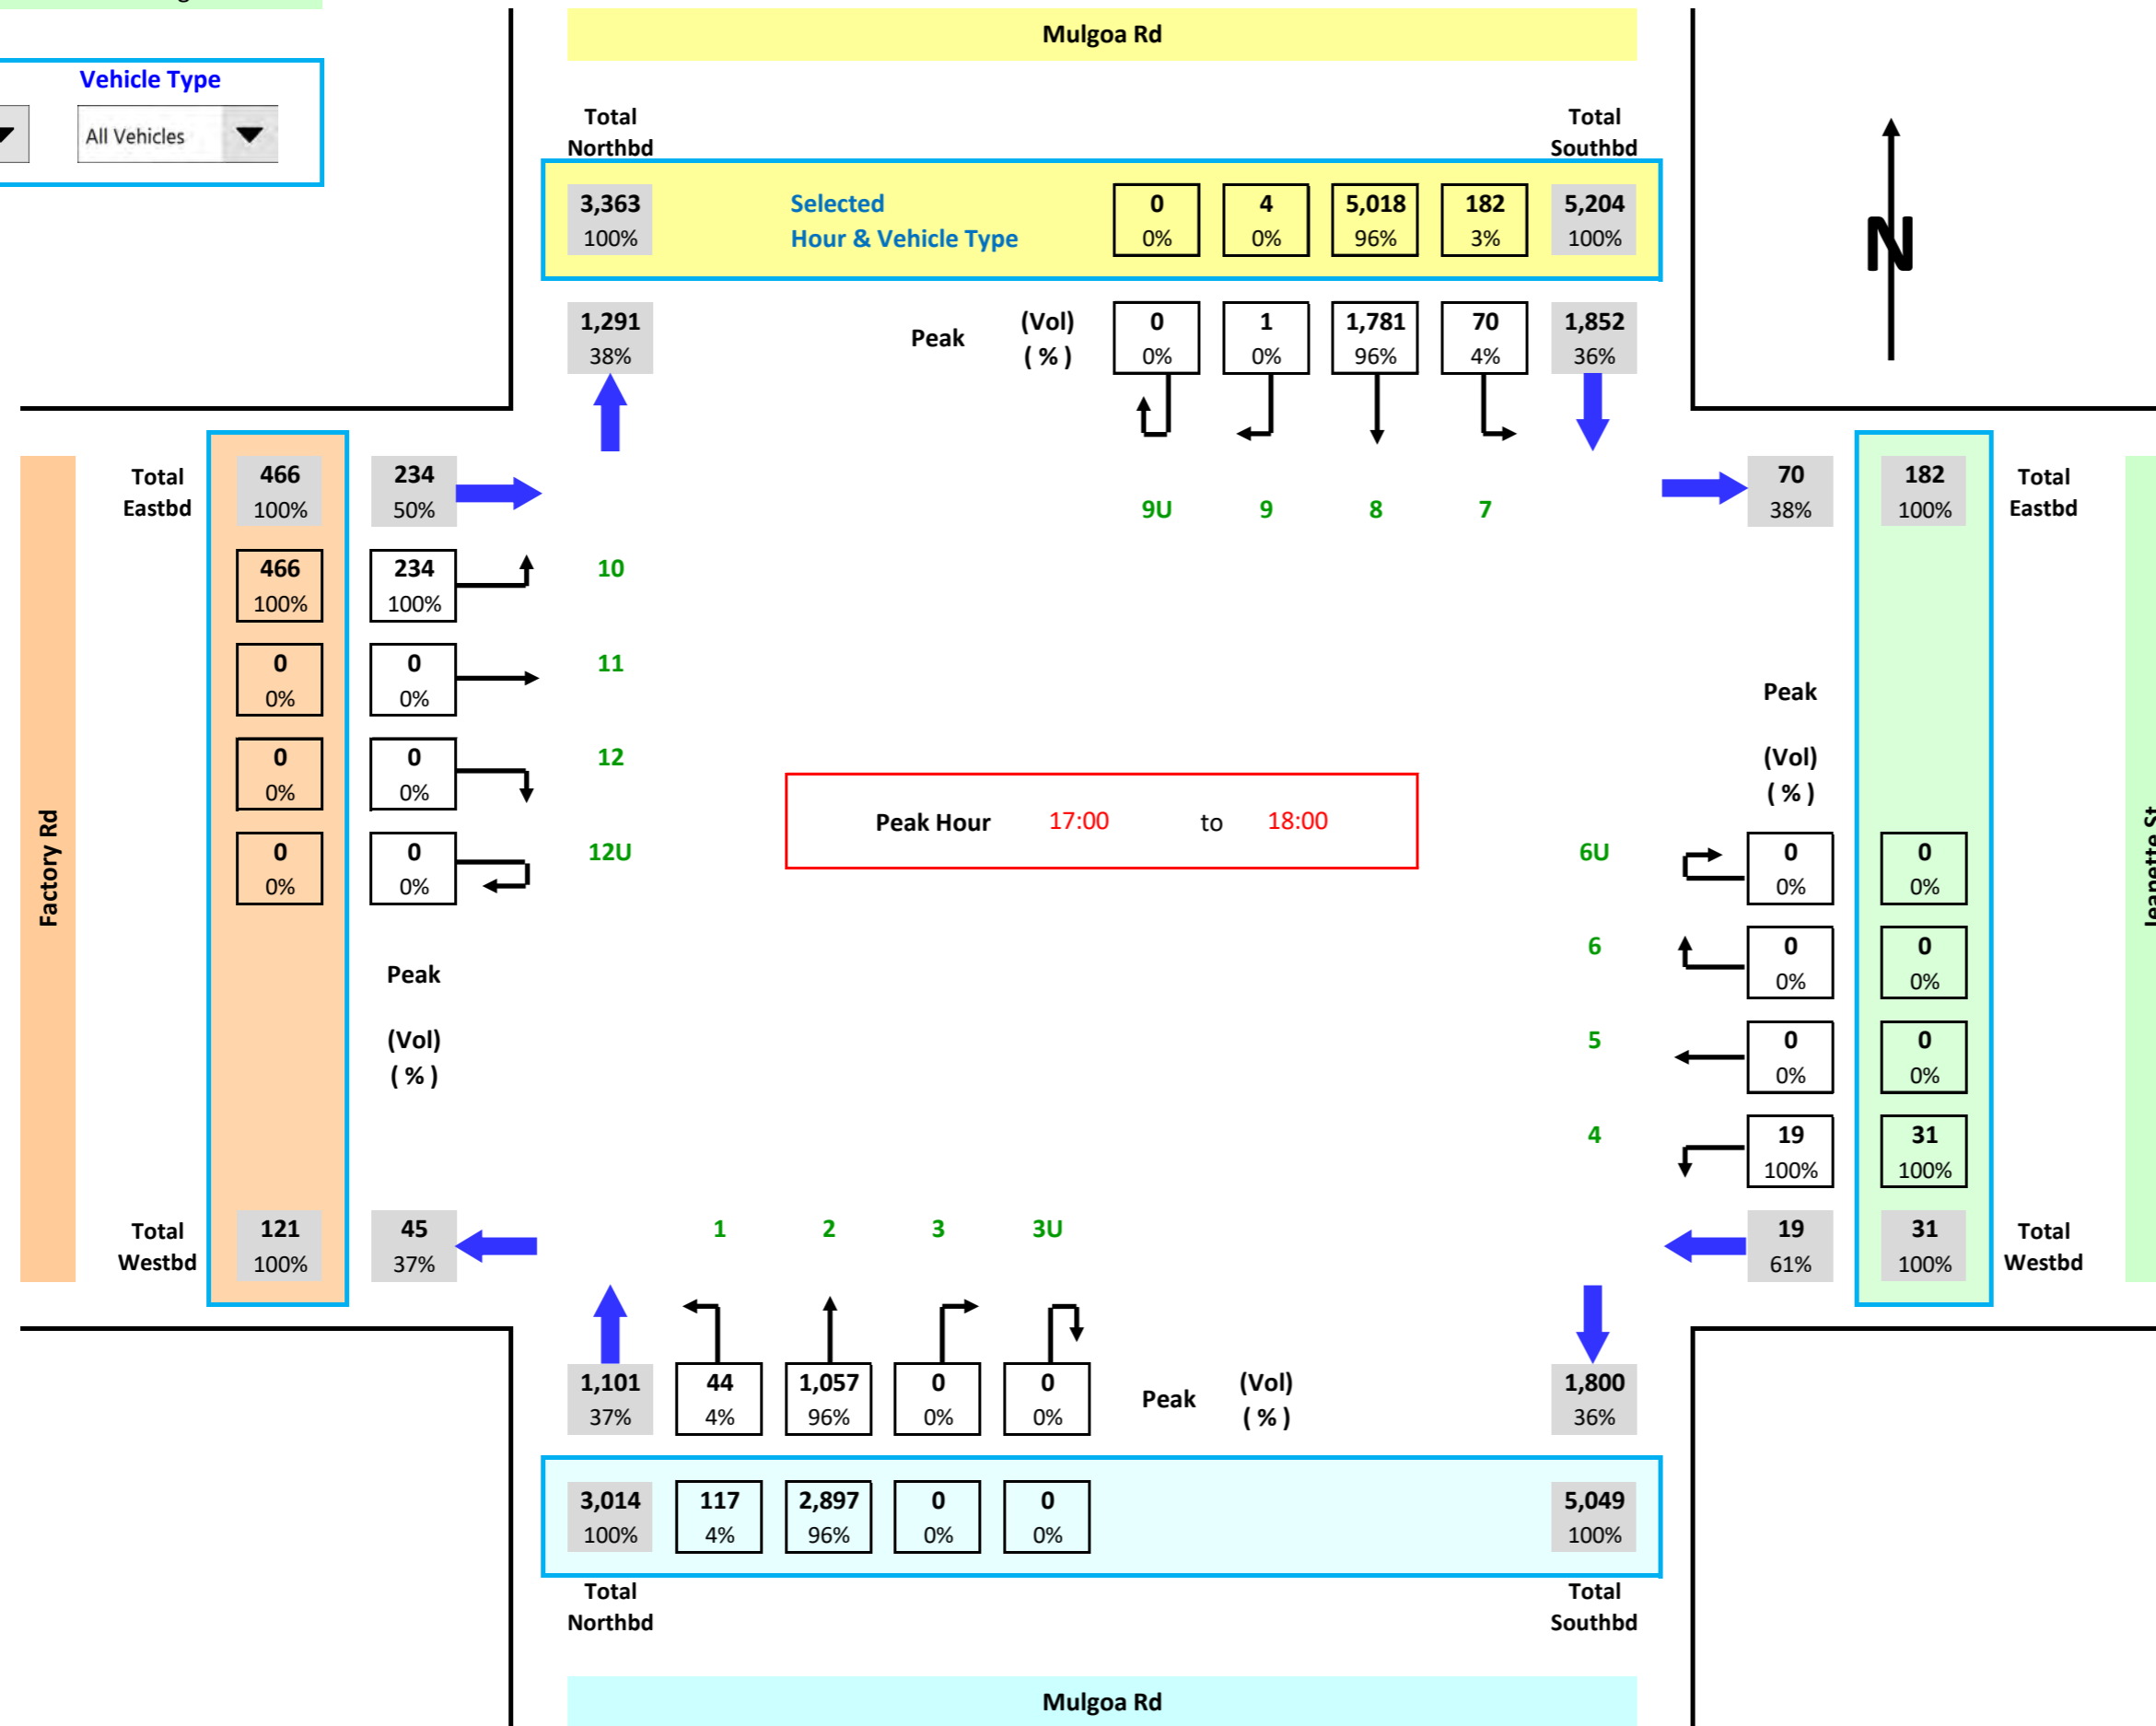 Mulgoa Rd
Vehicle Type
All Vehicles
Total Northbd
Total Southbd
3,363 100%
Selected Hour & Vehicle Type
0 0%
4 0%
5,018 96%
182 3%
5,204 100%
N
1,291 38%
Peak (Vol) ( % )
0 0%
1 0%
1,781 96%
70 4%
1,852 36%
Total Eastbd
466 100%
234 50%
9U 9 8 7
70 38%
182 100%
Total Eastbd
466 100%
234 100%
10
0 0%
0 0%
11
Peak (Vol) ( % )
0 0%
0 0%
12
Factory Rd
Peak Hour 17:00 to 18:00
0 0%
0 0%
12U
6U
0 0%
0 0%
Jeanette St
6
0 0%
0 0%
Peak (Vol) ( % )
5
0 0%
0 0%
4
19 100%
31 100%
Total Westbd
121 100%
45 37%
1 2 3 3U
19 61%
31 100%
Total Westbd
1,101 37%
44 4%
1,057 96%
0 0%
0 0%
Peak (Vol) ( % )
1,800 36%
3,014 100%
117 4%
2,897 96%
0 0%
0 0%
5,049 100%
Total Northbd
Total Southbd
Mulgoa Rd